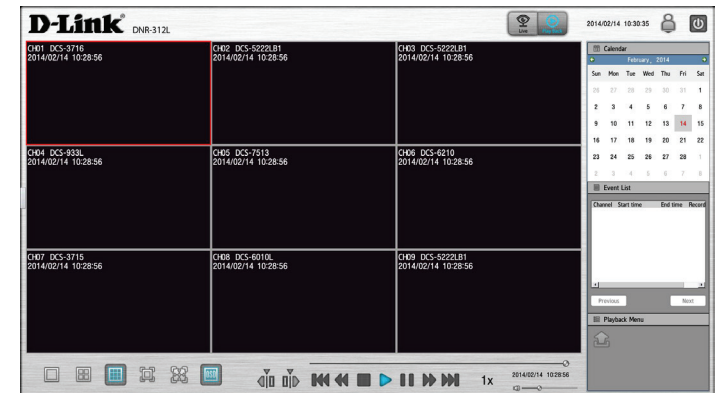 D-Link® DNR-312L
Live
2014/02/14 10:30:35
CH01 DCS-3716
2014/02/14 10:28:56
CH02 DCS-5222LB1
2014/02/14 10:28:56
CH03 DCS-5222LB1
2014/02/14 10:28:56
CH04 DCS-933L
2014/02/14 10:28:56
CH05 DCS-7513
2014/02/14 10:28:56
CH06 DCS-6210
2014/02/14 10:28:56
CH07 DCS-3715
2014/02/14 10:28:56
CH08 DCS-6010L
2014/02/14 10:28:56
CH09 DCS-5222LB1
2014/02/14 10:28:56
Calendar
February, 2014
Sun Mon Tue Wed Thu Fri Sat
26 27 28 29 30 31 1
2 3 4 5 6 7 8
9 10 11 12 13 14 15
16 17 18 19 20 21 22
23 24 25 26 27 28 1
2 3 4 5 6 7 8
Event List
Channel Start time End time Record
Previous Next
Playback Menu
1x
2014/02/14 10:28:56